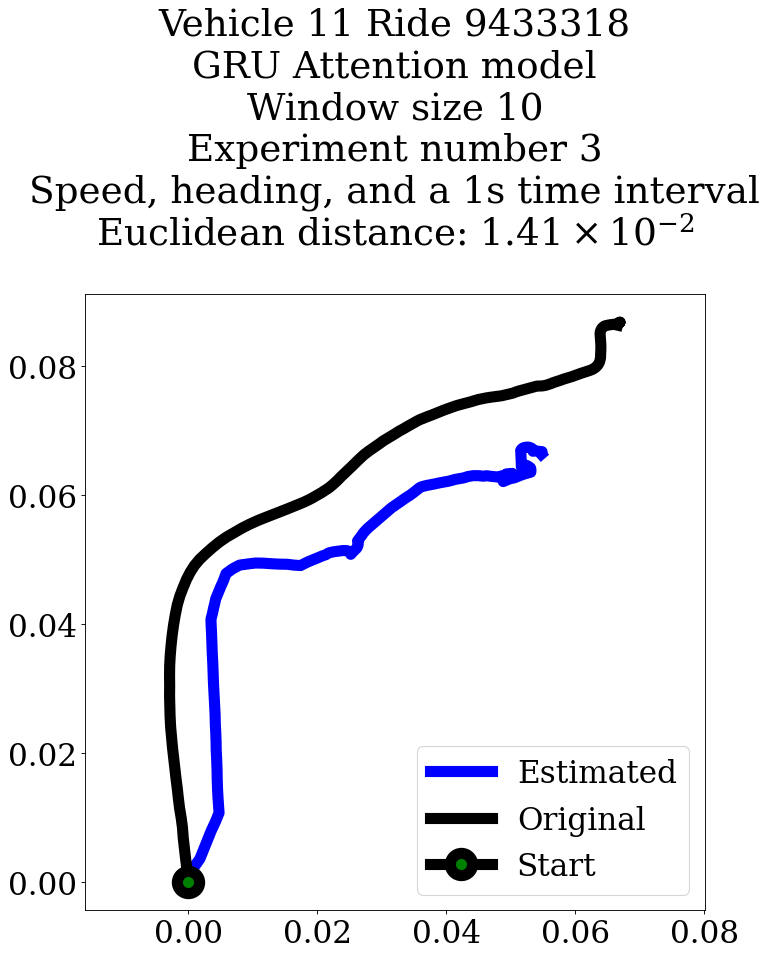 Vehicle 11 Ride 9433318
GRU Attention model
Window size 10
Experiment number 3
Speed, heading, and a 1s time interval
Euclidean distance: 1.41 × 10⁻²
0.08
0.06
0.04
0.02
0.00
Estimated
Original
Start
0.00 0.02 0.04 0.06 0.08